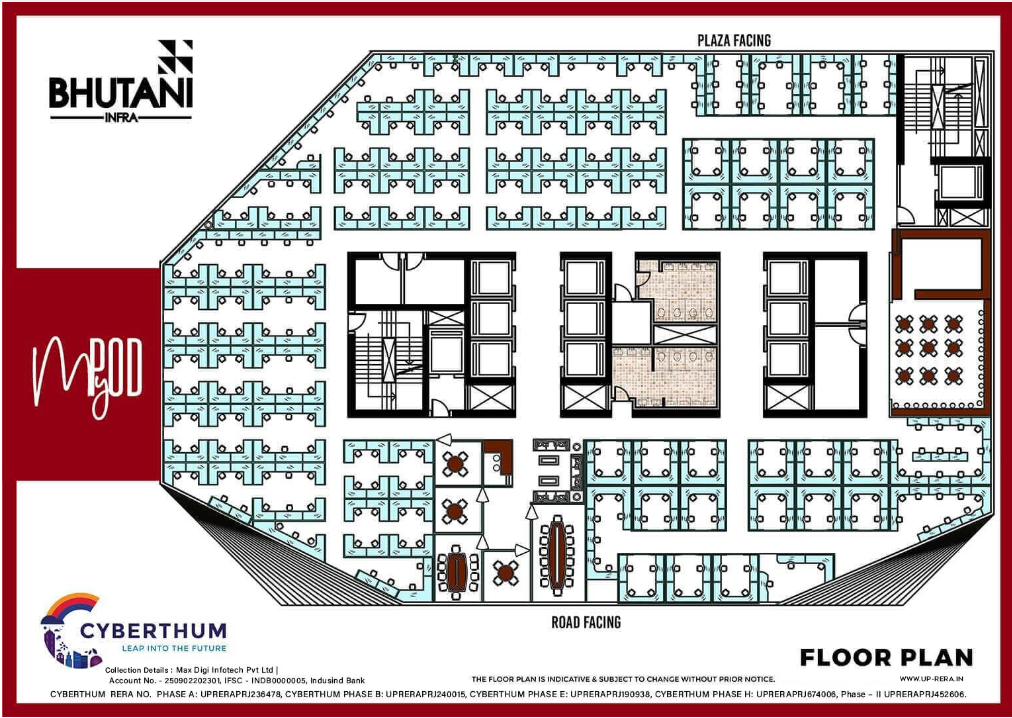 PLAZA FACING
BHUTANI
INFRA
MyPOD
ROAD FACING
CYBERTHUM
LEAP INTO THE FUTURE
FLOOR PLAN
Collection Details : Max Digi Infotech Pvt Ltd |
Account No. - 250902202301, IFSC - INDB0000005, Indusind Bank
THE FLOOR PLAN IS INDICATIVE & SUBJECT TO CHANGE WITHOUT PRIOR NOTICE.
WWW.UP-RERA.IN
CYBERTHUM RERA NO. PHASE A: UPRERAPRJ236478, CYBERTHUM PHASE B: UPRERAPRJ240015, CYBERTHUM PHASE E: UPRERAPRJ190938, CYBERTHUM PHASE H: UPRERAPRJ674006, Phase – II UPRERAPRJ452606.